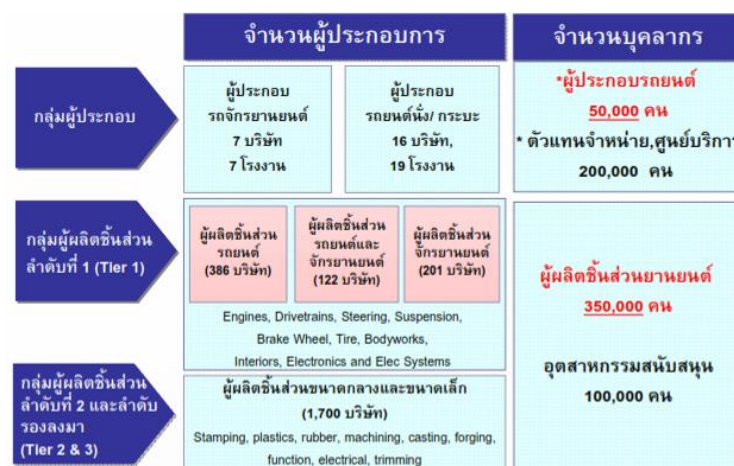 จำนวนผู้ประกอบการ
จำนวนบุคลากร
กลุ่มผู้ประกอบ
ผู้ประกอบ
รถจักรยานยนต์
7 บริษัท
7 โรงงาน
ผู้ประกอบ
รถยนต์นั่ง/ กระบะ
16 บริษัท,
19 โรงงาน
*ผู้ประกอบรถยนต์
50,000 คน
* ตัวแทนจำหน่าย,ศูนย์บริการ
200,000 คน
กลุ่มผู้ผลิตชิ้นส่วน
ลำดับที่ 1 (Tier 1)
ผู้ผลิตชิ้นส่วน
รถยนต์
(386 บริษัท)
ผู้ผลิตชิ้นส่วน
รถยนต์และ
จักรยานยนต์
(122 บริษัท)
ผู้ผลิตชิ้นส่วน
จักรยานยนต์
(201 บริษัท)
Engines, Drivetrains, Steering, Suspension,
Brake Wheel, Tire, Bodyworks,
Interiors, Electronics and Elec Systems
ผู้ผลิตชิ้นส่วนยานยนต์
350,000 คน
อุตสาหกรรมสนับสนุน
100,000 คน
กลุ่มผู้ผลิตชิ้นส่วน
ลำดับที่ 2 และลำดับ
รองลงมา
(Tier 2 & 3)
ผู้ผลิตชิ้นส่วนขนาดกลางและขนาดเล็ก
(1,700 บริษัท)
Stamping, plastics, rubber, machining, casting, forging,
function, electrical, trimming